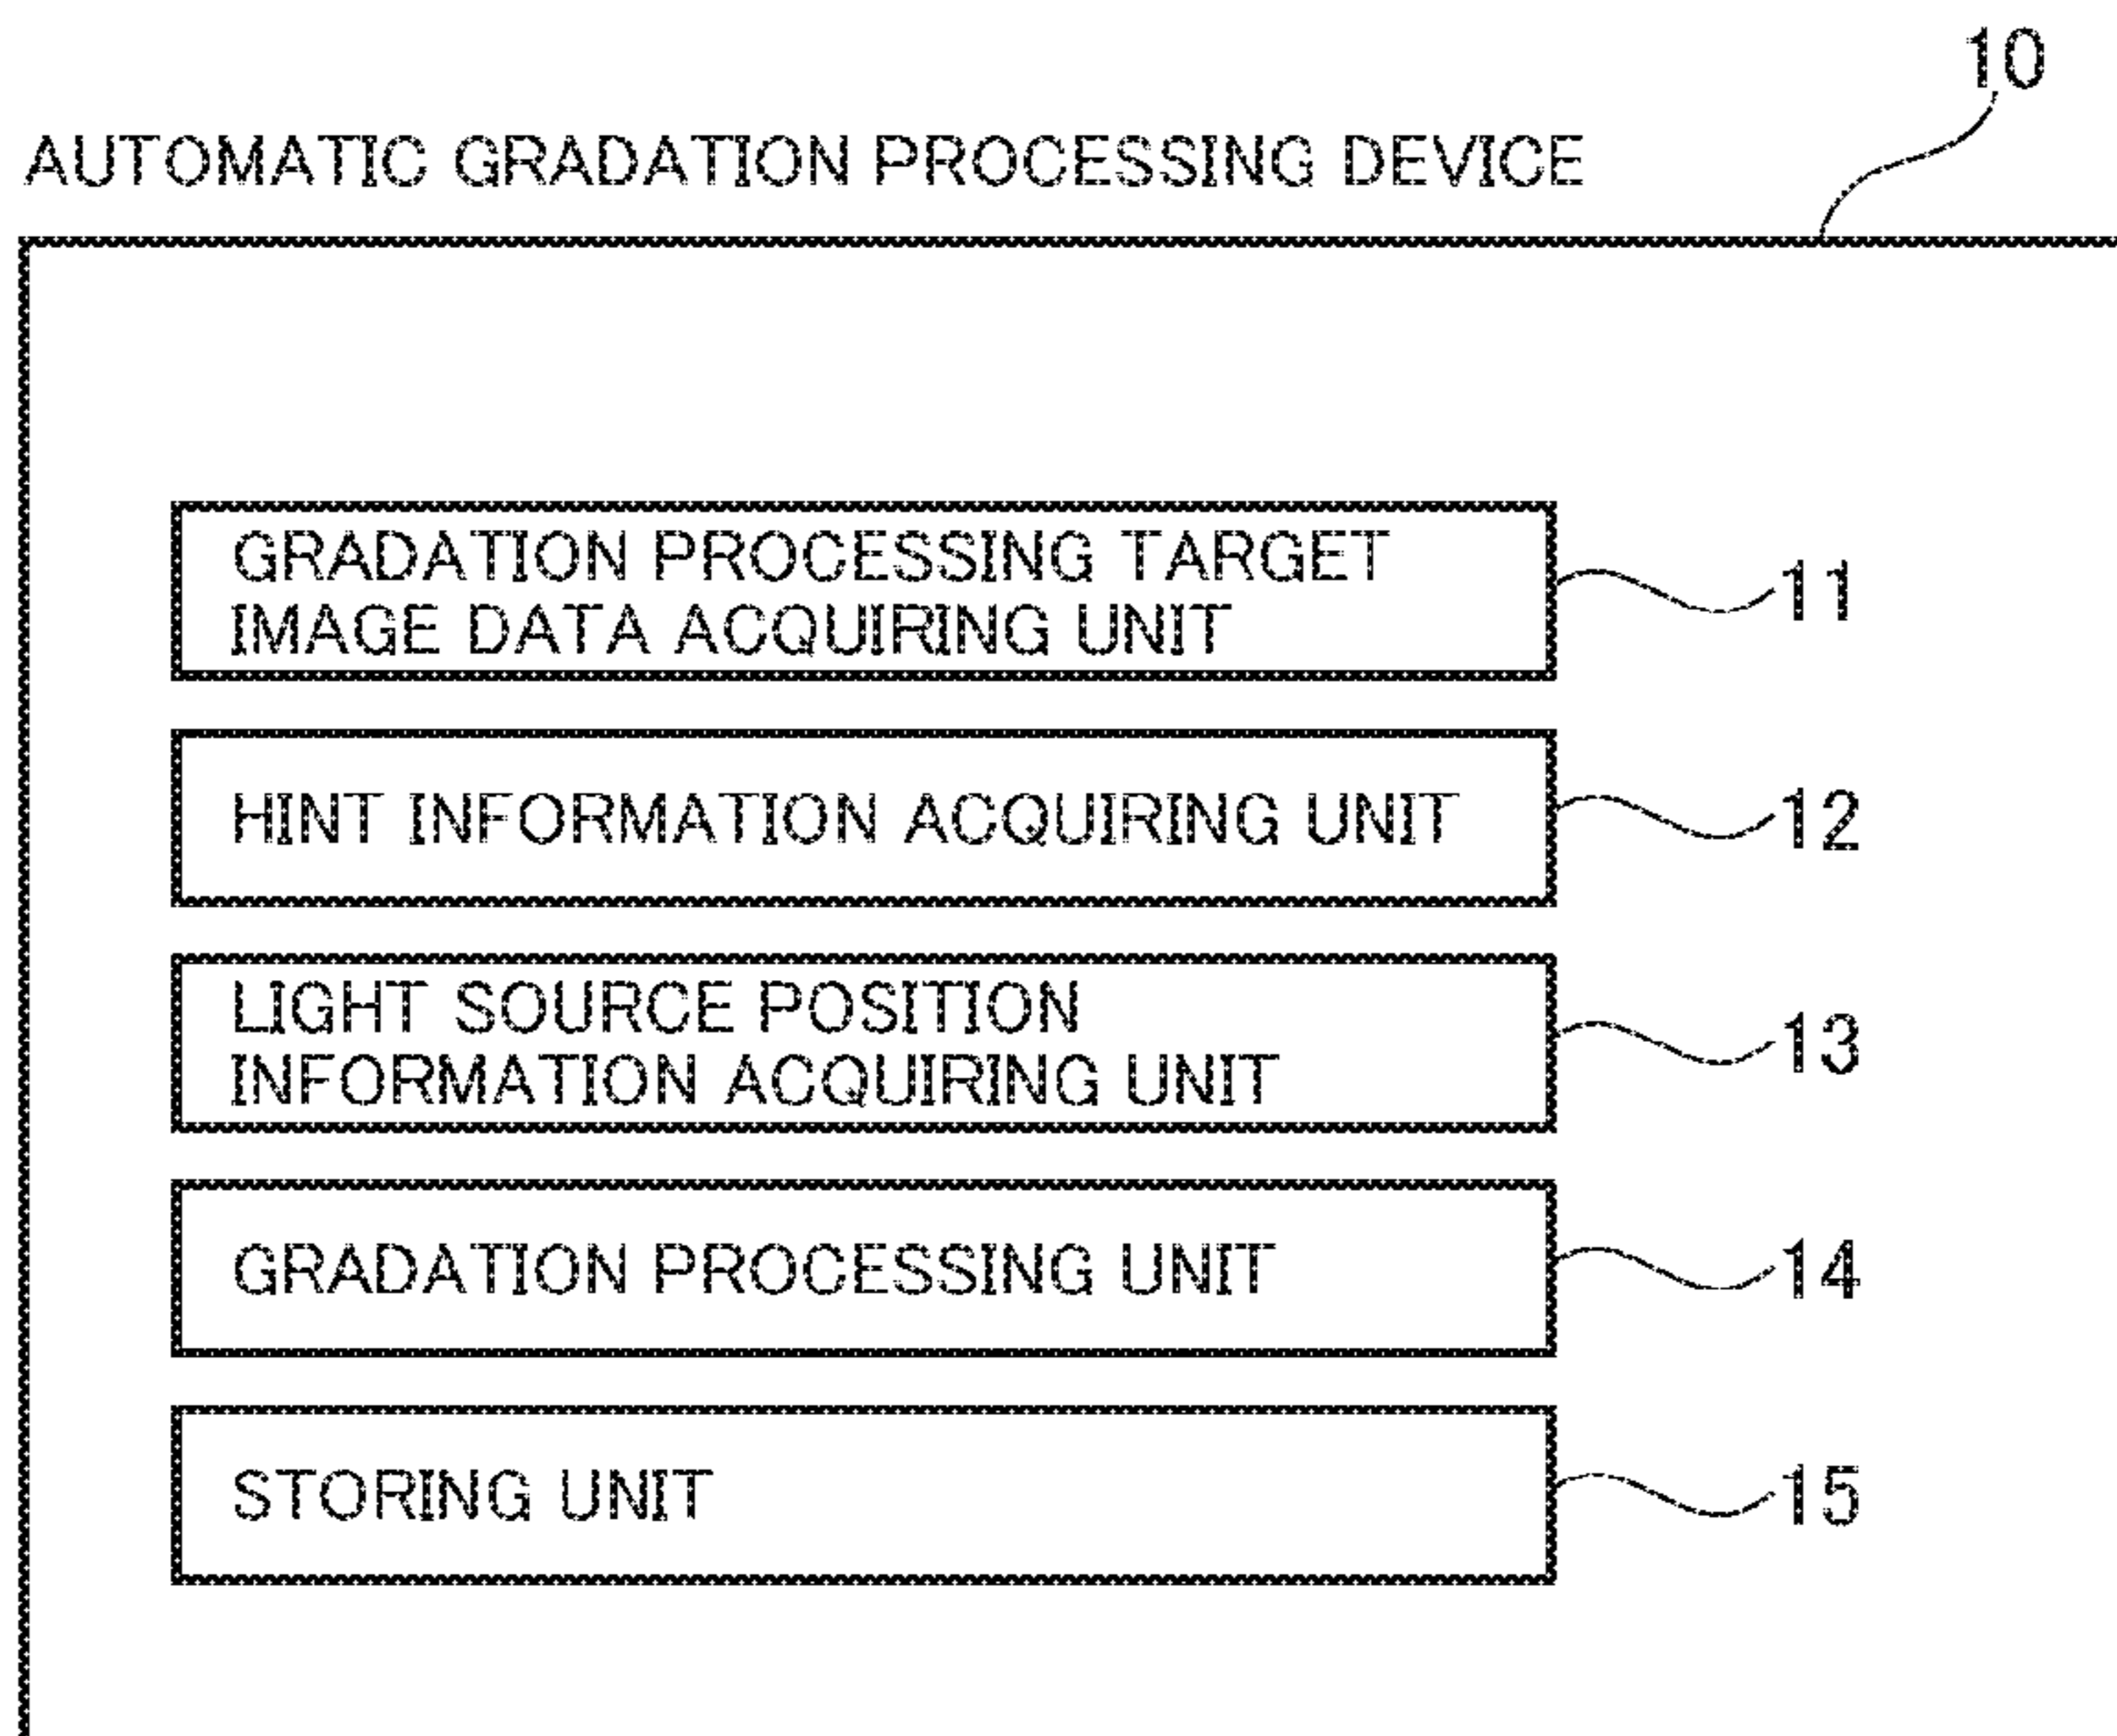 10
AUTOMATIC GRADATION PROCESSING DEVICE
GRADATION PROCESSING TARGET
IMAGE DATA ACQUIRING UNIT
11
HINT INFORMATION ACQUIRING UNIT
12
LIGHT SOURCE POSITION
INFORMATION ACQUIRING UNIT
13
GRADATION PROCESSING UNIT
14
STORING UNIT
15